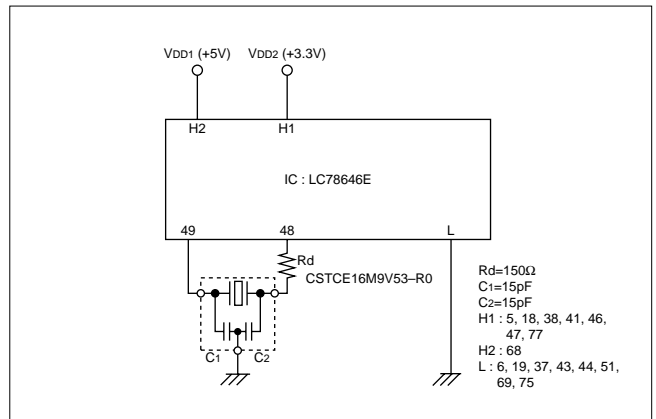 VDD1 (+5V) VDD2 (+3.3V)
H2 H1
IC : LC78646E
49 48 L
Rd
CSTCE16M9V53–R0
C1 C2
Rd=150Ω
C1=15pF
C2=15pF
H1 : 5, 18, 38, 41, 46,
47, 77
H2 : 68
L : 6, 19, 37, 43, 44, 51,
69, 75